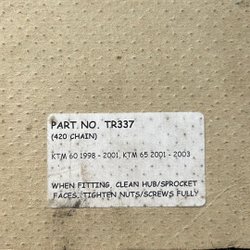 PART NO. TR337
(420 CHAIN)
KTM 60 1998 - 2001, KTM 65 2001 - 2003
WHEN FITTING, CLEAN HUB/SPROCKET
FACES. TIGHTEN NUTS/SCREWS FULLY